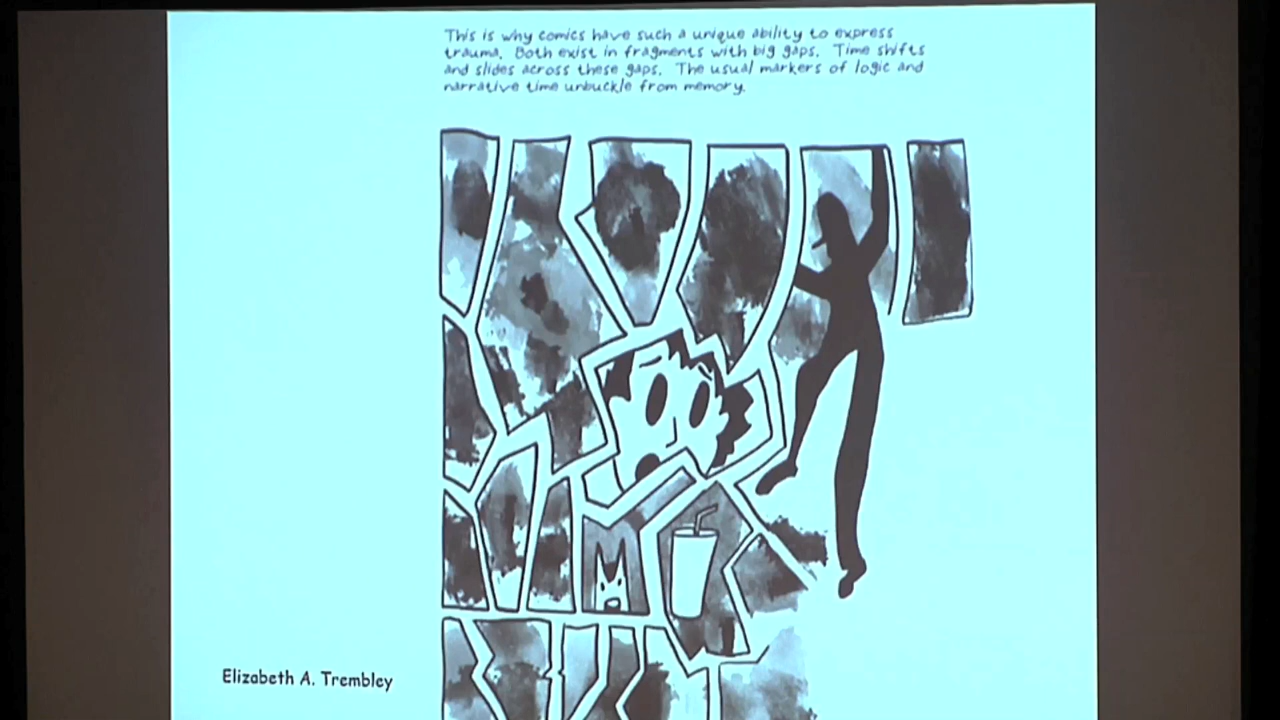 This is why comics have such a unique ability to express
trauma. Both exist in fragments with big gaps. Time shifts
and slides across these gaps. The usual markers of logic and
narrative time unbuckle from memory.
Elizabeth A. Trembley